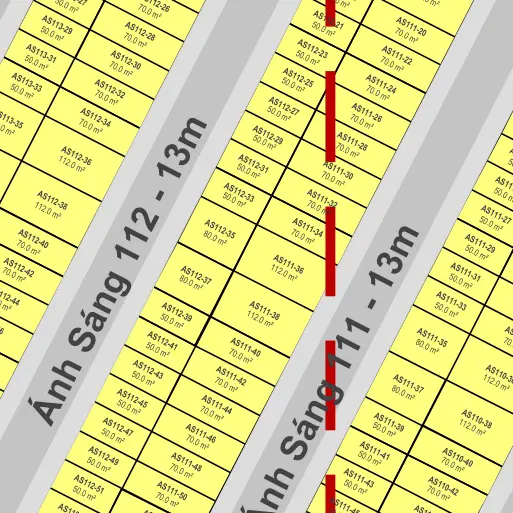 AS112-26
70.0 m²
AS113-29
50.0 m²
AS112-28
70.0 m²
AS113-31
50.0 m²
AS112-30
70.0 m²
AS113-33
50.0 m²
AS112-32
70.0 m²
AS112-34
70.0 m²
AS112-36
112.0 m²
AS112-38
112.0 m²
AS112-40
70.0 m²
AS112-42
70.0 m²
Ánh Sáng 112 - 13m
AS111-20
70.0 m²
50.0 m²
AS111-22
70.0 m²
AS112-23
50.0 m²
AS111-24
70.0 m²
AS112-25
50.0 m²
AS111-26
70.0 m²
AS112-27
50.0 m²
AS111-28
70.0 m²
AS112-29
50.0 m²
AS111-30
70.0 m²
AS112-31
50.0 m²
AS111-32
70.0 m²
AS112-33
50.0 m²
AS111-34
70.0 m²
AS112-35
80.0 m²
AS111-36
112.0 m²
AS112-37
80.0 m²
AS111-38
112.0 m²
AS112-39
50.0 m²
AS111-40
70.0 m²
AS112-41
50.0 m²
AS111-42
70.0 m²
AS112-43
50.0 m²
AS111-44
70.0 m²
AS112-45
50.0 m²
AS111-46
70.0 m²
AS112-47
50.0 m²
AS111-48
70.0 m²
AS112-49
50.0 m²
AS111-50
70.0 m²
AS112-51
50.0 m²
Ánh Sáng 111 - 13m
AS111-27
50.0 m²
AS111-29
50.0 m²
AS111-31
50.0 m²
AS111-33
50.0 m²
AS111-35
80.0 m²
AS111-37
80.0 m²
AS110-38
112.0 m²
AS111-39
50.0 m²
AS110-40
70.0 m²
AS111-41
50.0 m²
AS110-42
70.0 m²
AS111-43
50.0 m²